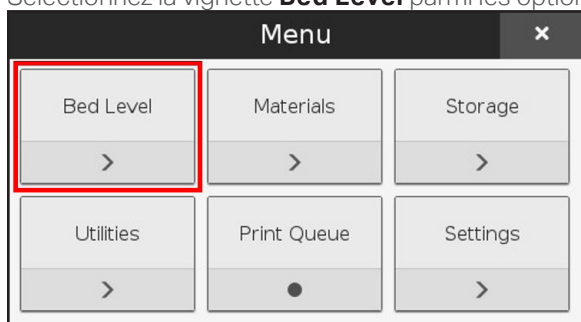 Sélectionnez la vignette Bed Level parmi les option
Menu ×
Bed Level Materials Storage
> > >
Utilities Print Queue Settings
> ● >